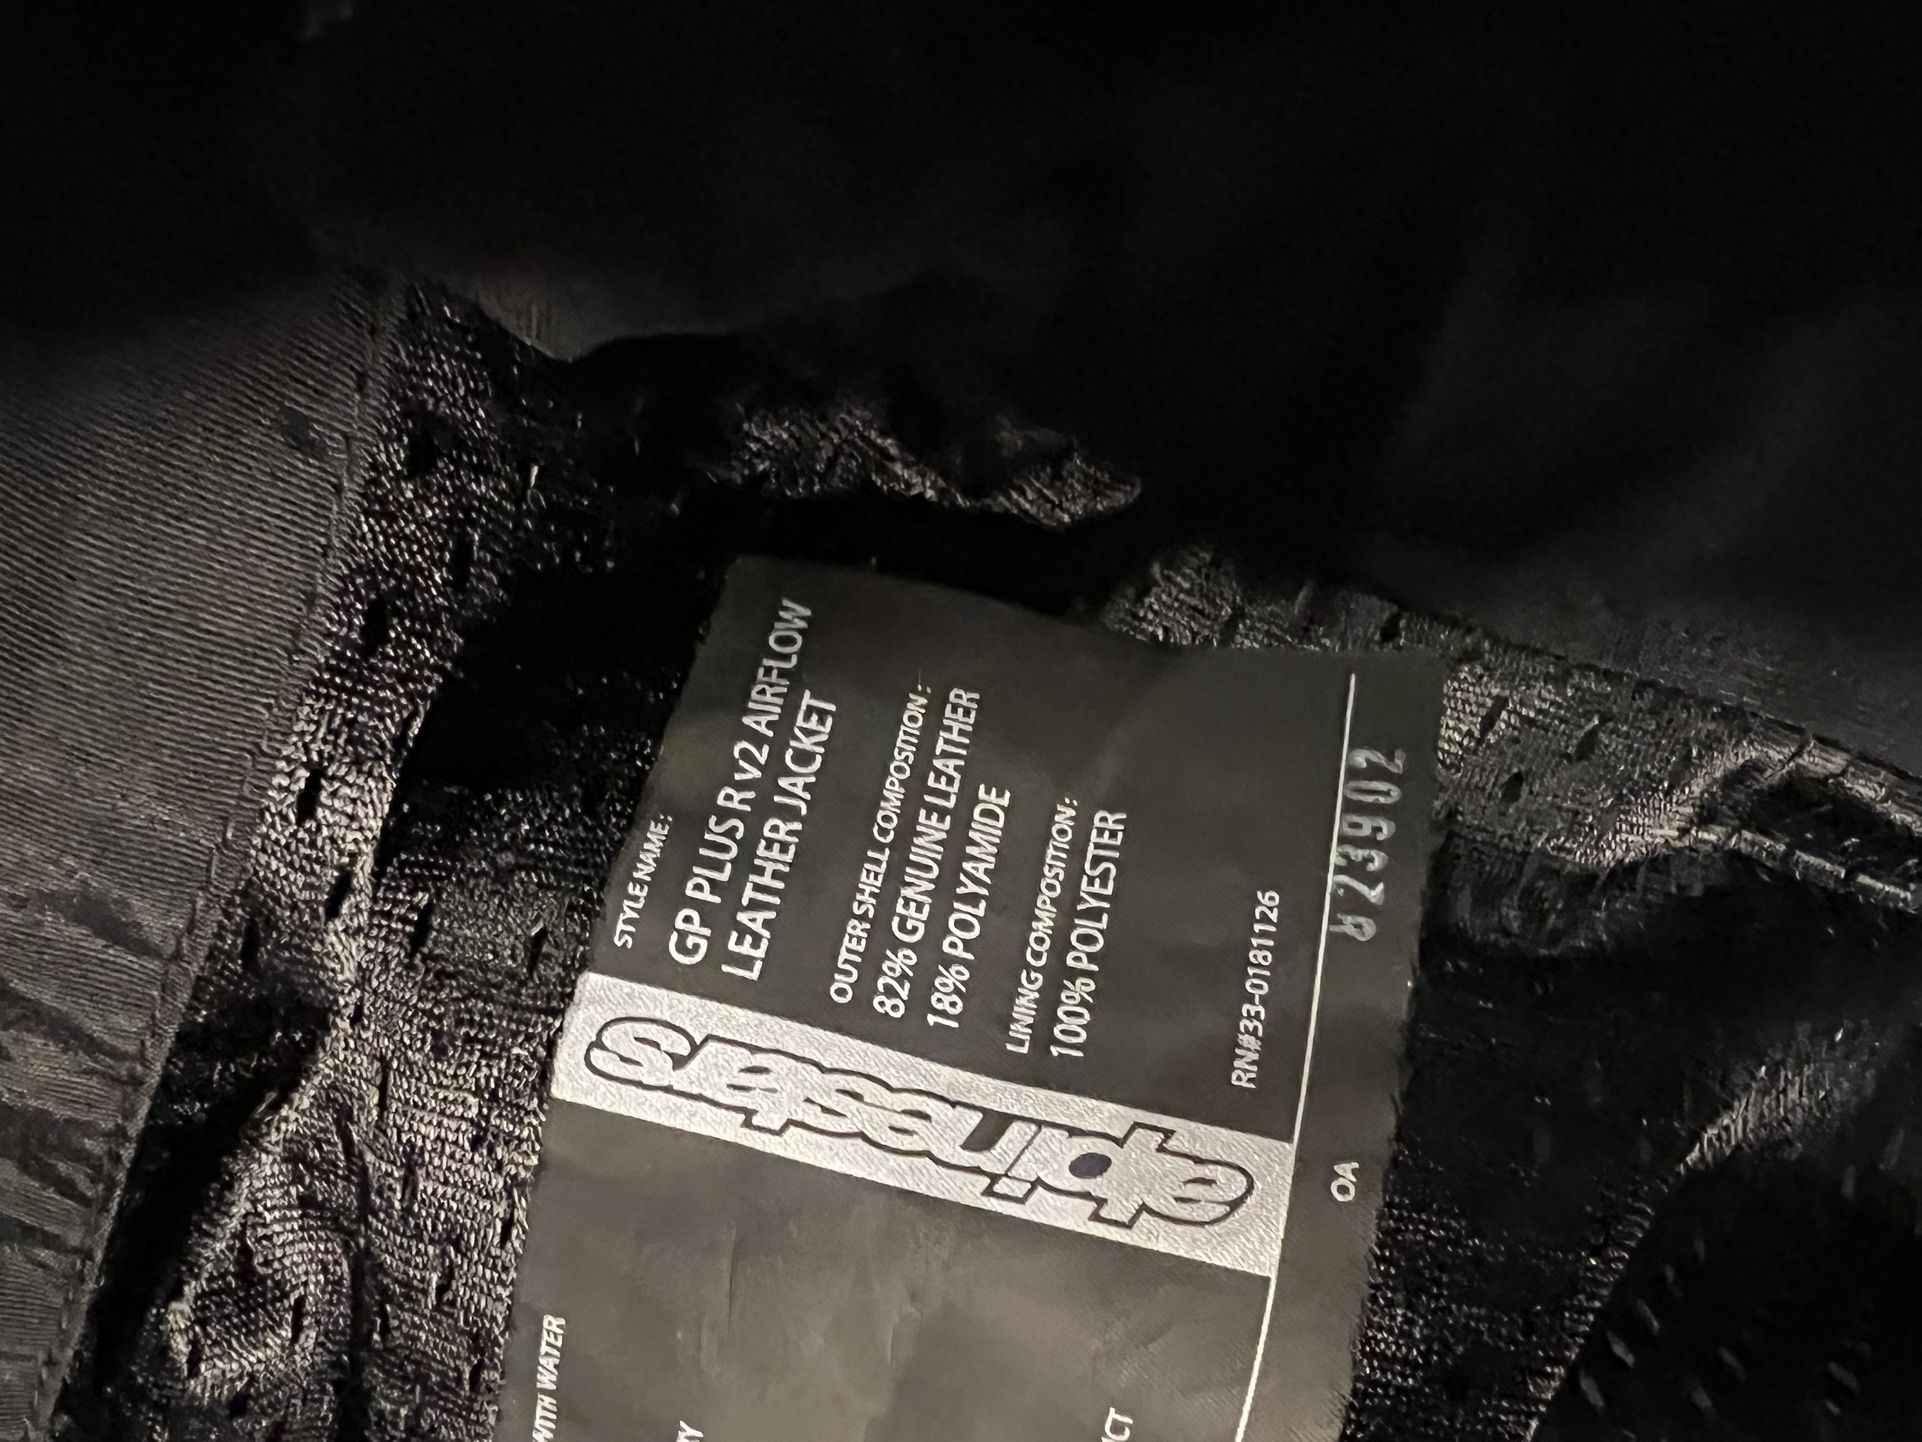 STYLE NAME:
GP PLUS R v2 AIRFLOW
LEATHER JACKET
OUTER SHELL COMPOSITION:
82% GENUINE LEATHER
18% POLYAMIDE
LINING COMPOSITION:
100% POLYESTER
RN#33-0181126
23902
alpinestars
OA
WITH WATER